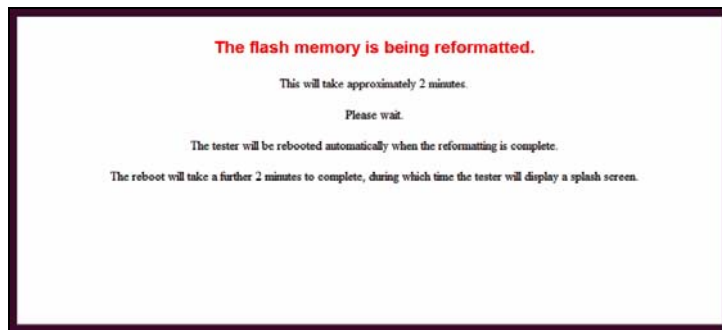 The flash memory is being reformatted.
This will take approximately 2 minutes.
Please wait.
The tester will be rebooted automatically when the reformatting is complete.
The reboot will take a further 2 minutes to complete, during which time the tester will display a splash screen.